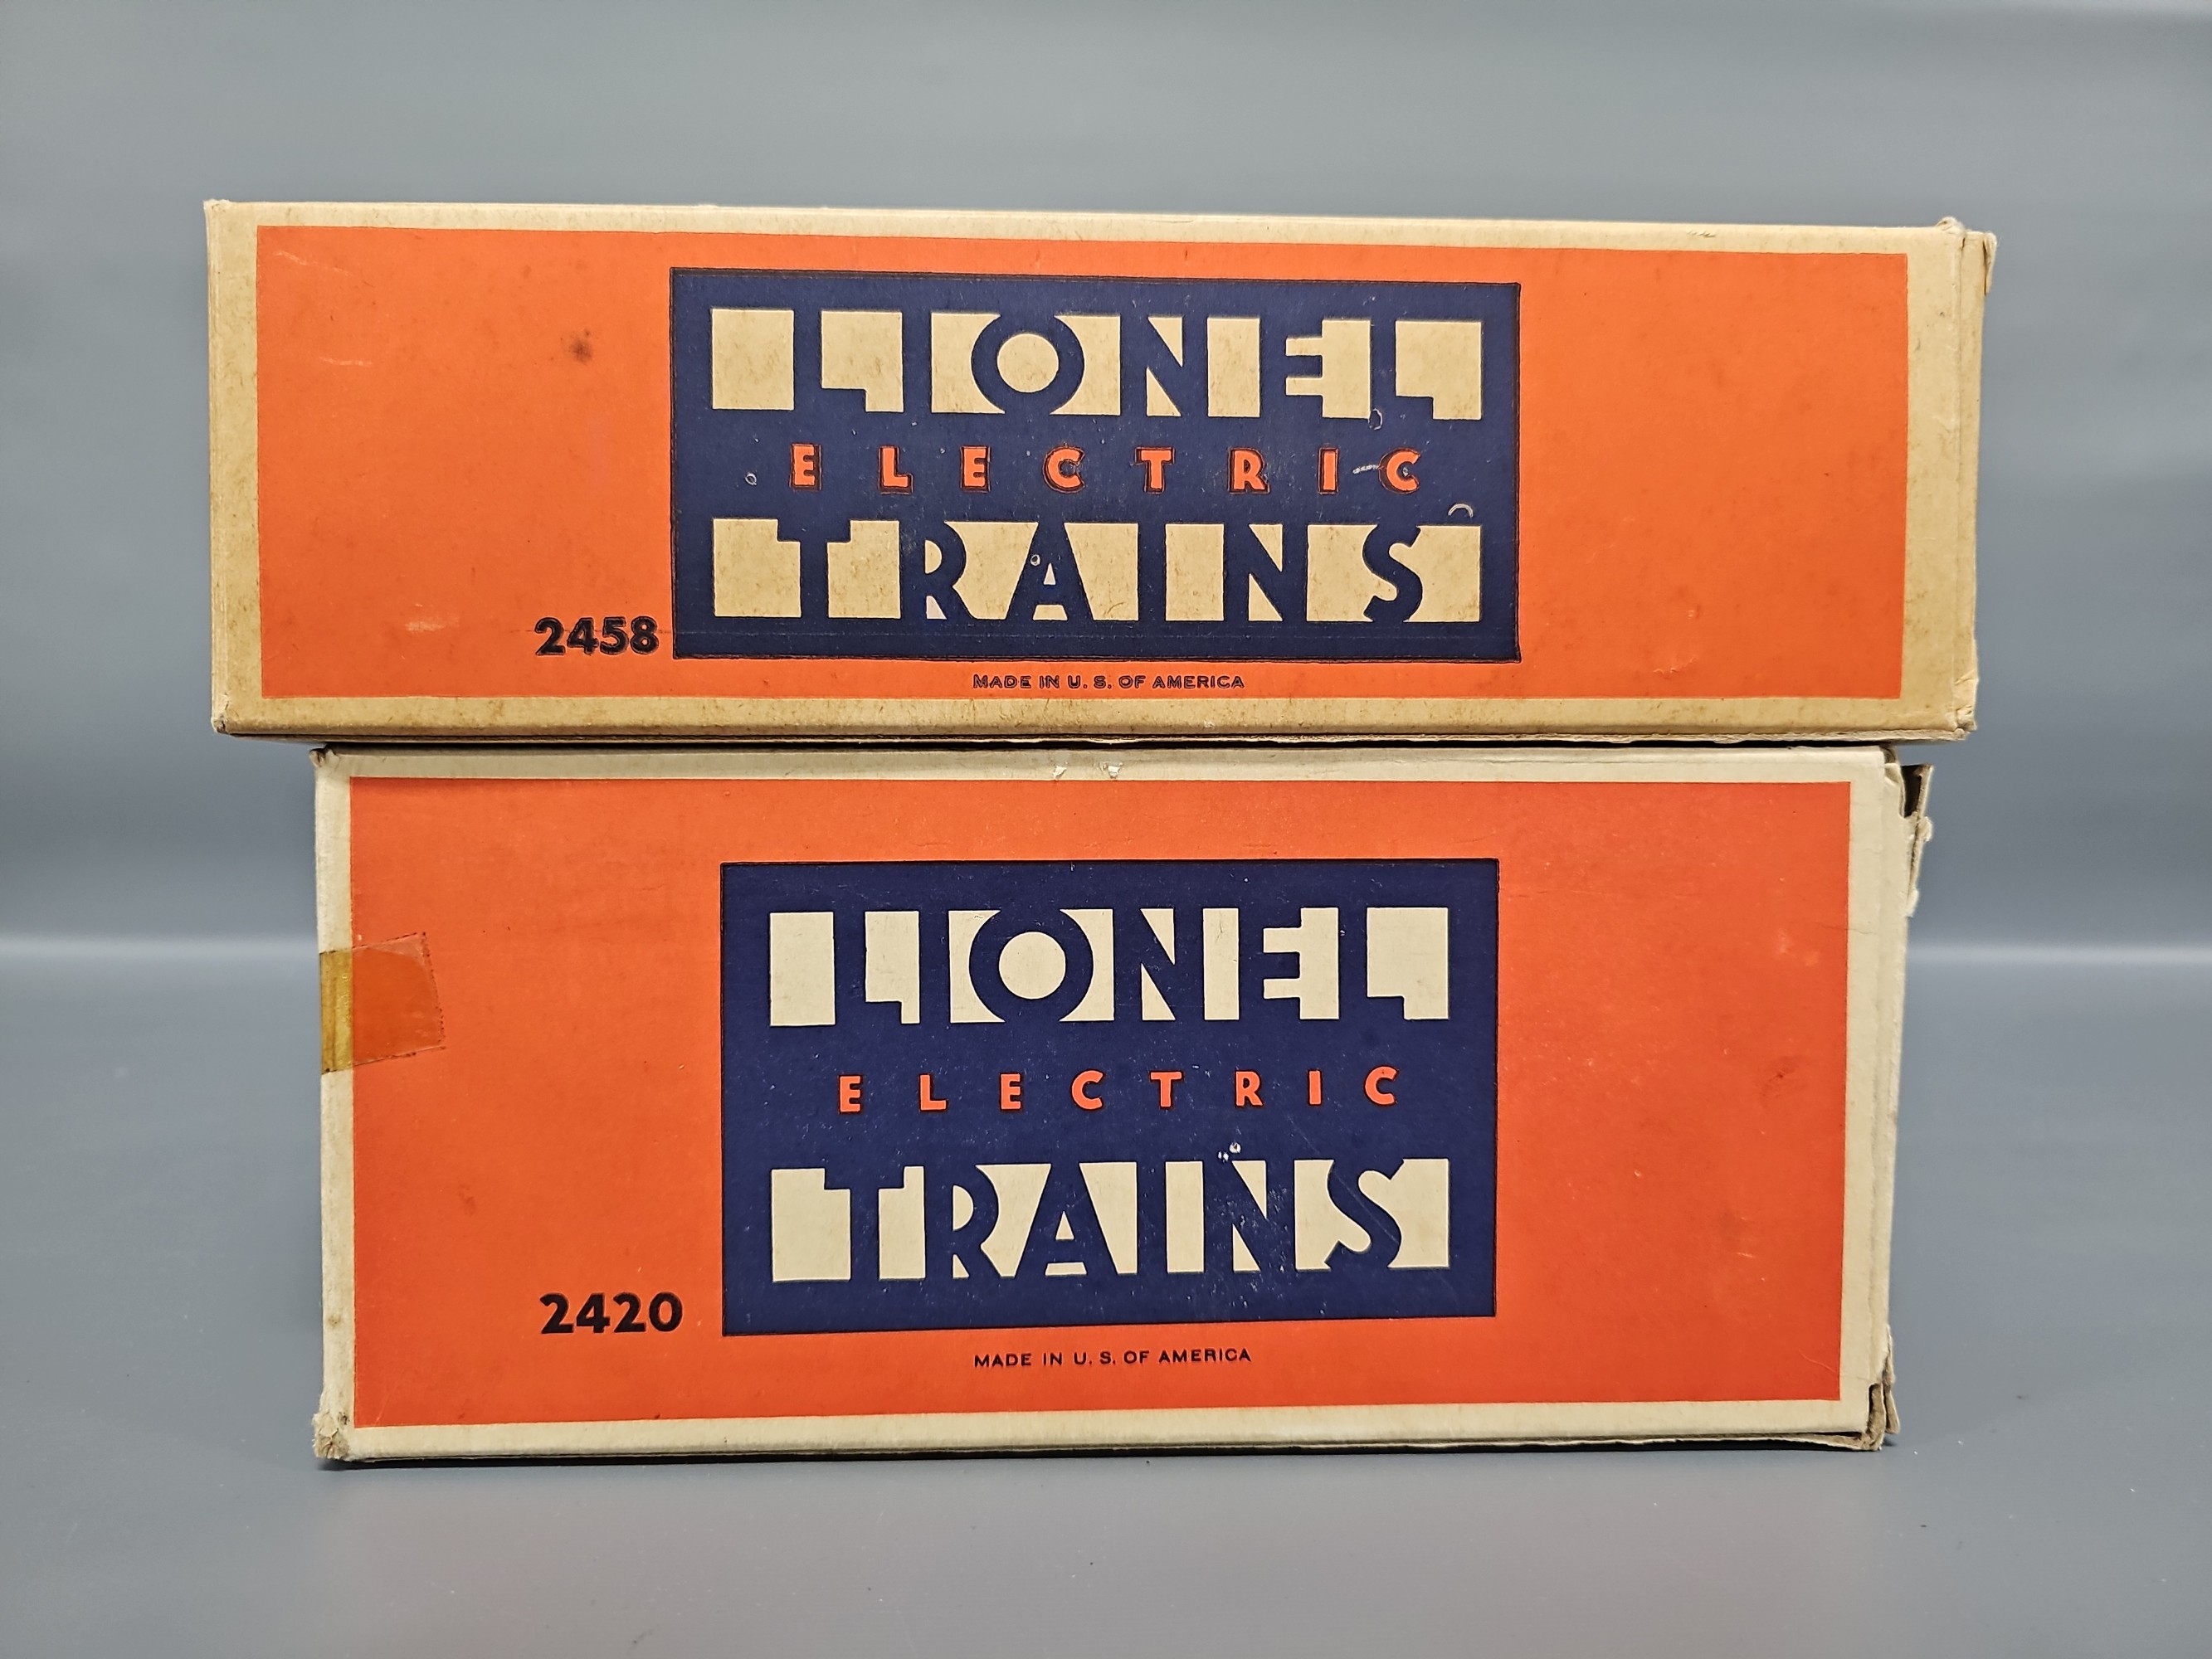 LIONEL
ELECTRIC
TRAINS
2458
MADE IN U. S. OF AMERICA
LIONEL
ELECTRIC
TRAINS
2420
MADE IN U. S. OF AMERICA